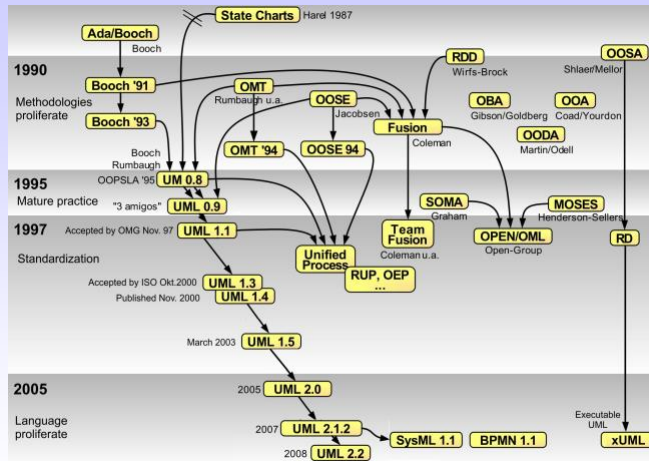 State Charts Harel 1987
Ada/Booch
Booch
RDD
Wirfs-Brock
OOSA
Shlaer/Mellor
1990
Methodologies
proliferate
Booch '91
OMT
Rumbaugh u.a.
OOSE
Jacobsen
OBA
Gibson/Goldberg
OOA
Coad/Yourdon
Booch '93
Fusion
Coleman
OODA
Martin/Odell
OMT '94
OOSE 94
Booch
Rumbaugh
OOPSLA '95 UM 0.8
1995
Mature practice
"3 amigos" UML 0.9
SOMA
Graham
MOSES
Henderson-Sellers
1997
Standardization
Accepted by OMG Nov. 97 UML 1.1
Team
Fusion
Coleman u.a.
OPEN/OML
Open-Group
RD
Unified
Process
RUP, OEP
...
Accepted by ISO Okt.2000 UML 1.3
Published Nov. 2000 UML 1.4
March 2003 UML 1.5
2005
Language
proliferate
2005 UML 2.0
2007 UML 2.1.2
2008 UML 2.2
SysML 1.1
BPMN 1.1
Executable
UML
xUML